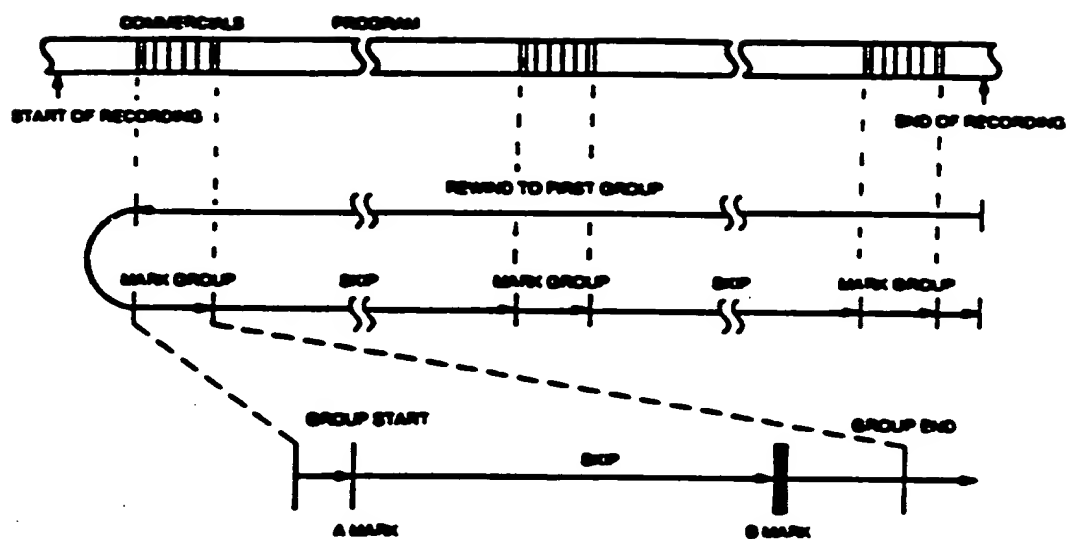 COMMERCIALS PROGRAM
START OF RECORDING END OF RECORDING
REWIND TO FIRST GROUP
MARK GROUP SKIP MARK GROUP SKIP MARK GROUP
GROUP START GROUP END
SKIP
A MARK B MARK